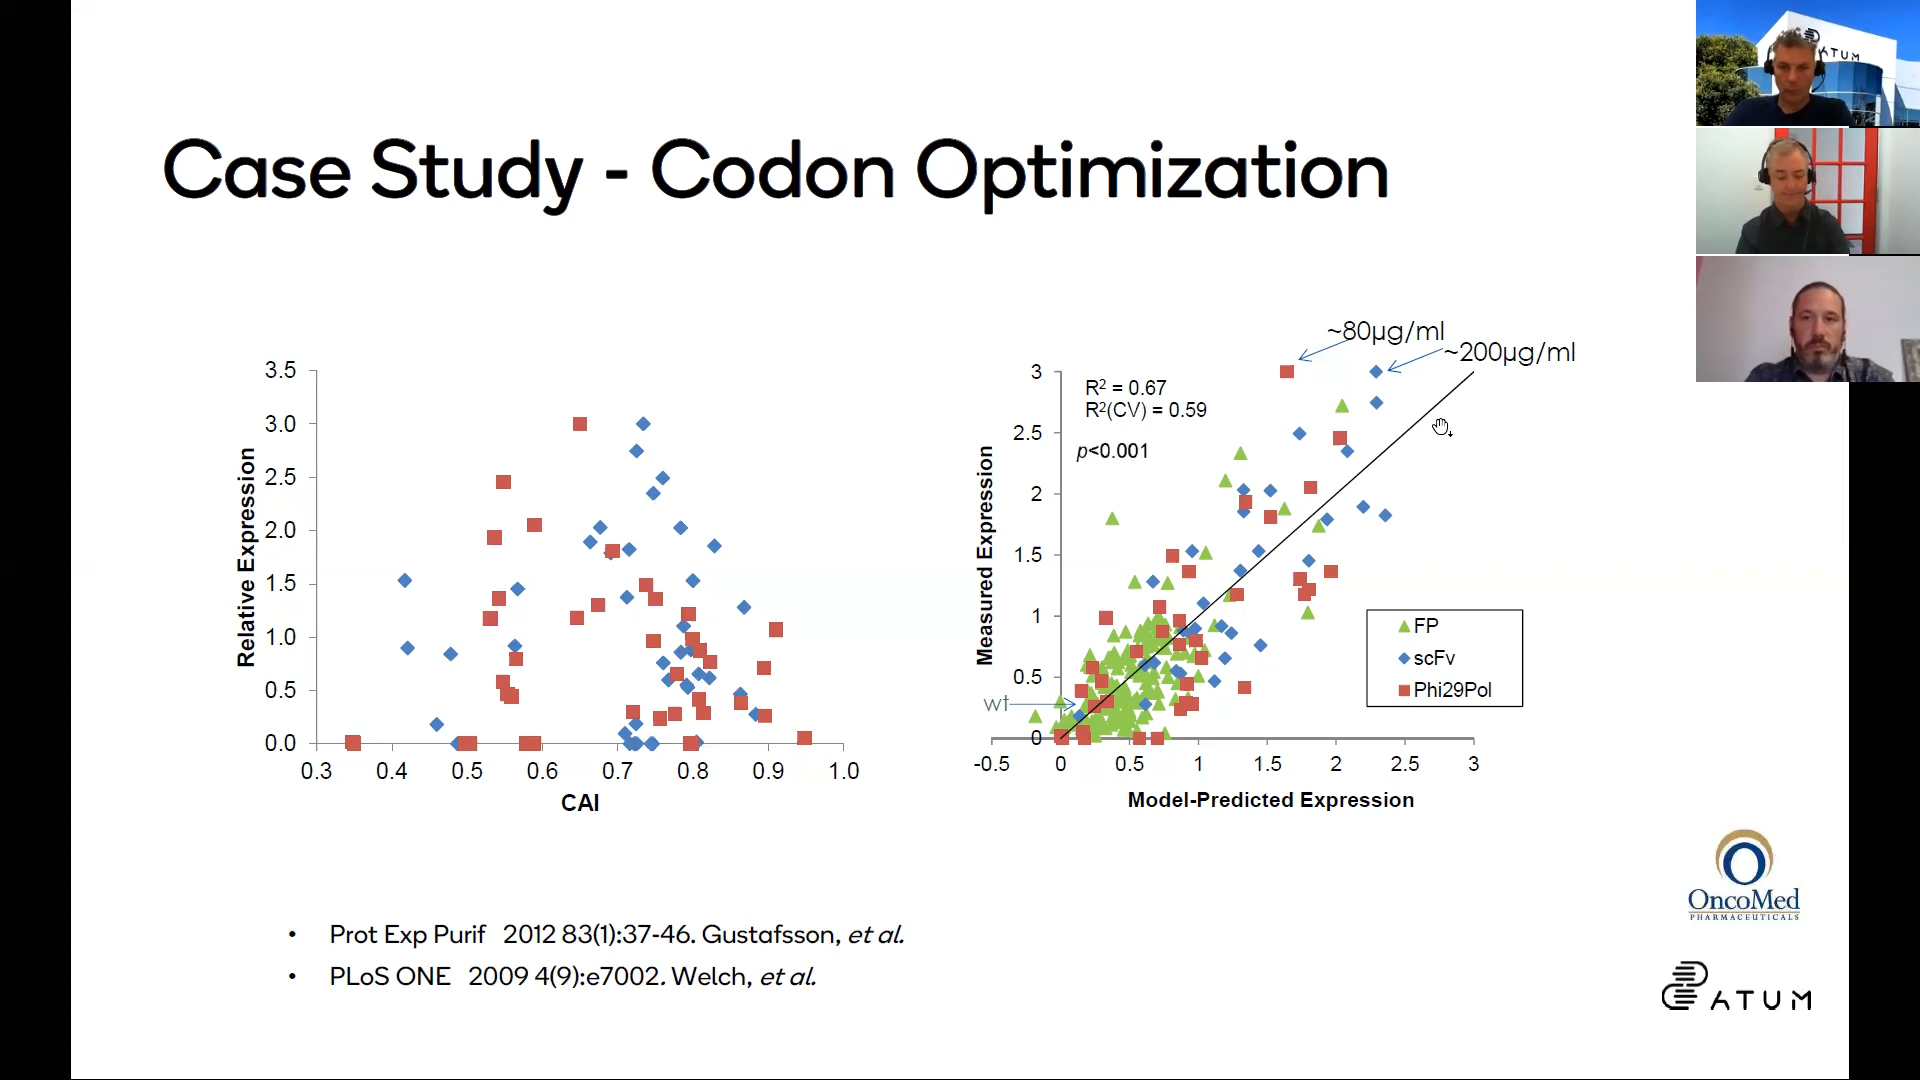 ATUM
Case Study - Codon Optimization
3.5
3.0
2.5
2.0
1.5
1.0
0.5
0.0
Relative Expression
0.3 0.4 0.5 0.6 0.7 0.8 0.9 1.0
CAI
~80µg/ml
~200µg/ml
R² = 0.67
R²(CV) = 0.59
p<0.001
3
2.5
2
1.5
1
0.5
0
Measured Expression
wt
FP
scFv
Phi29Pol
-0.5 0 0.5 1 1.5 2 2.5 3
Model-Predicted Expression
• Prot Exp Purif 2012 83(1):37-46. Gustafsson, et al.
• PLoS ONE 2009 4(9):e7002. Welch, et al.
OncoMed
PHARMACEUTICALS
ATUM